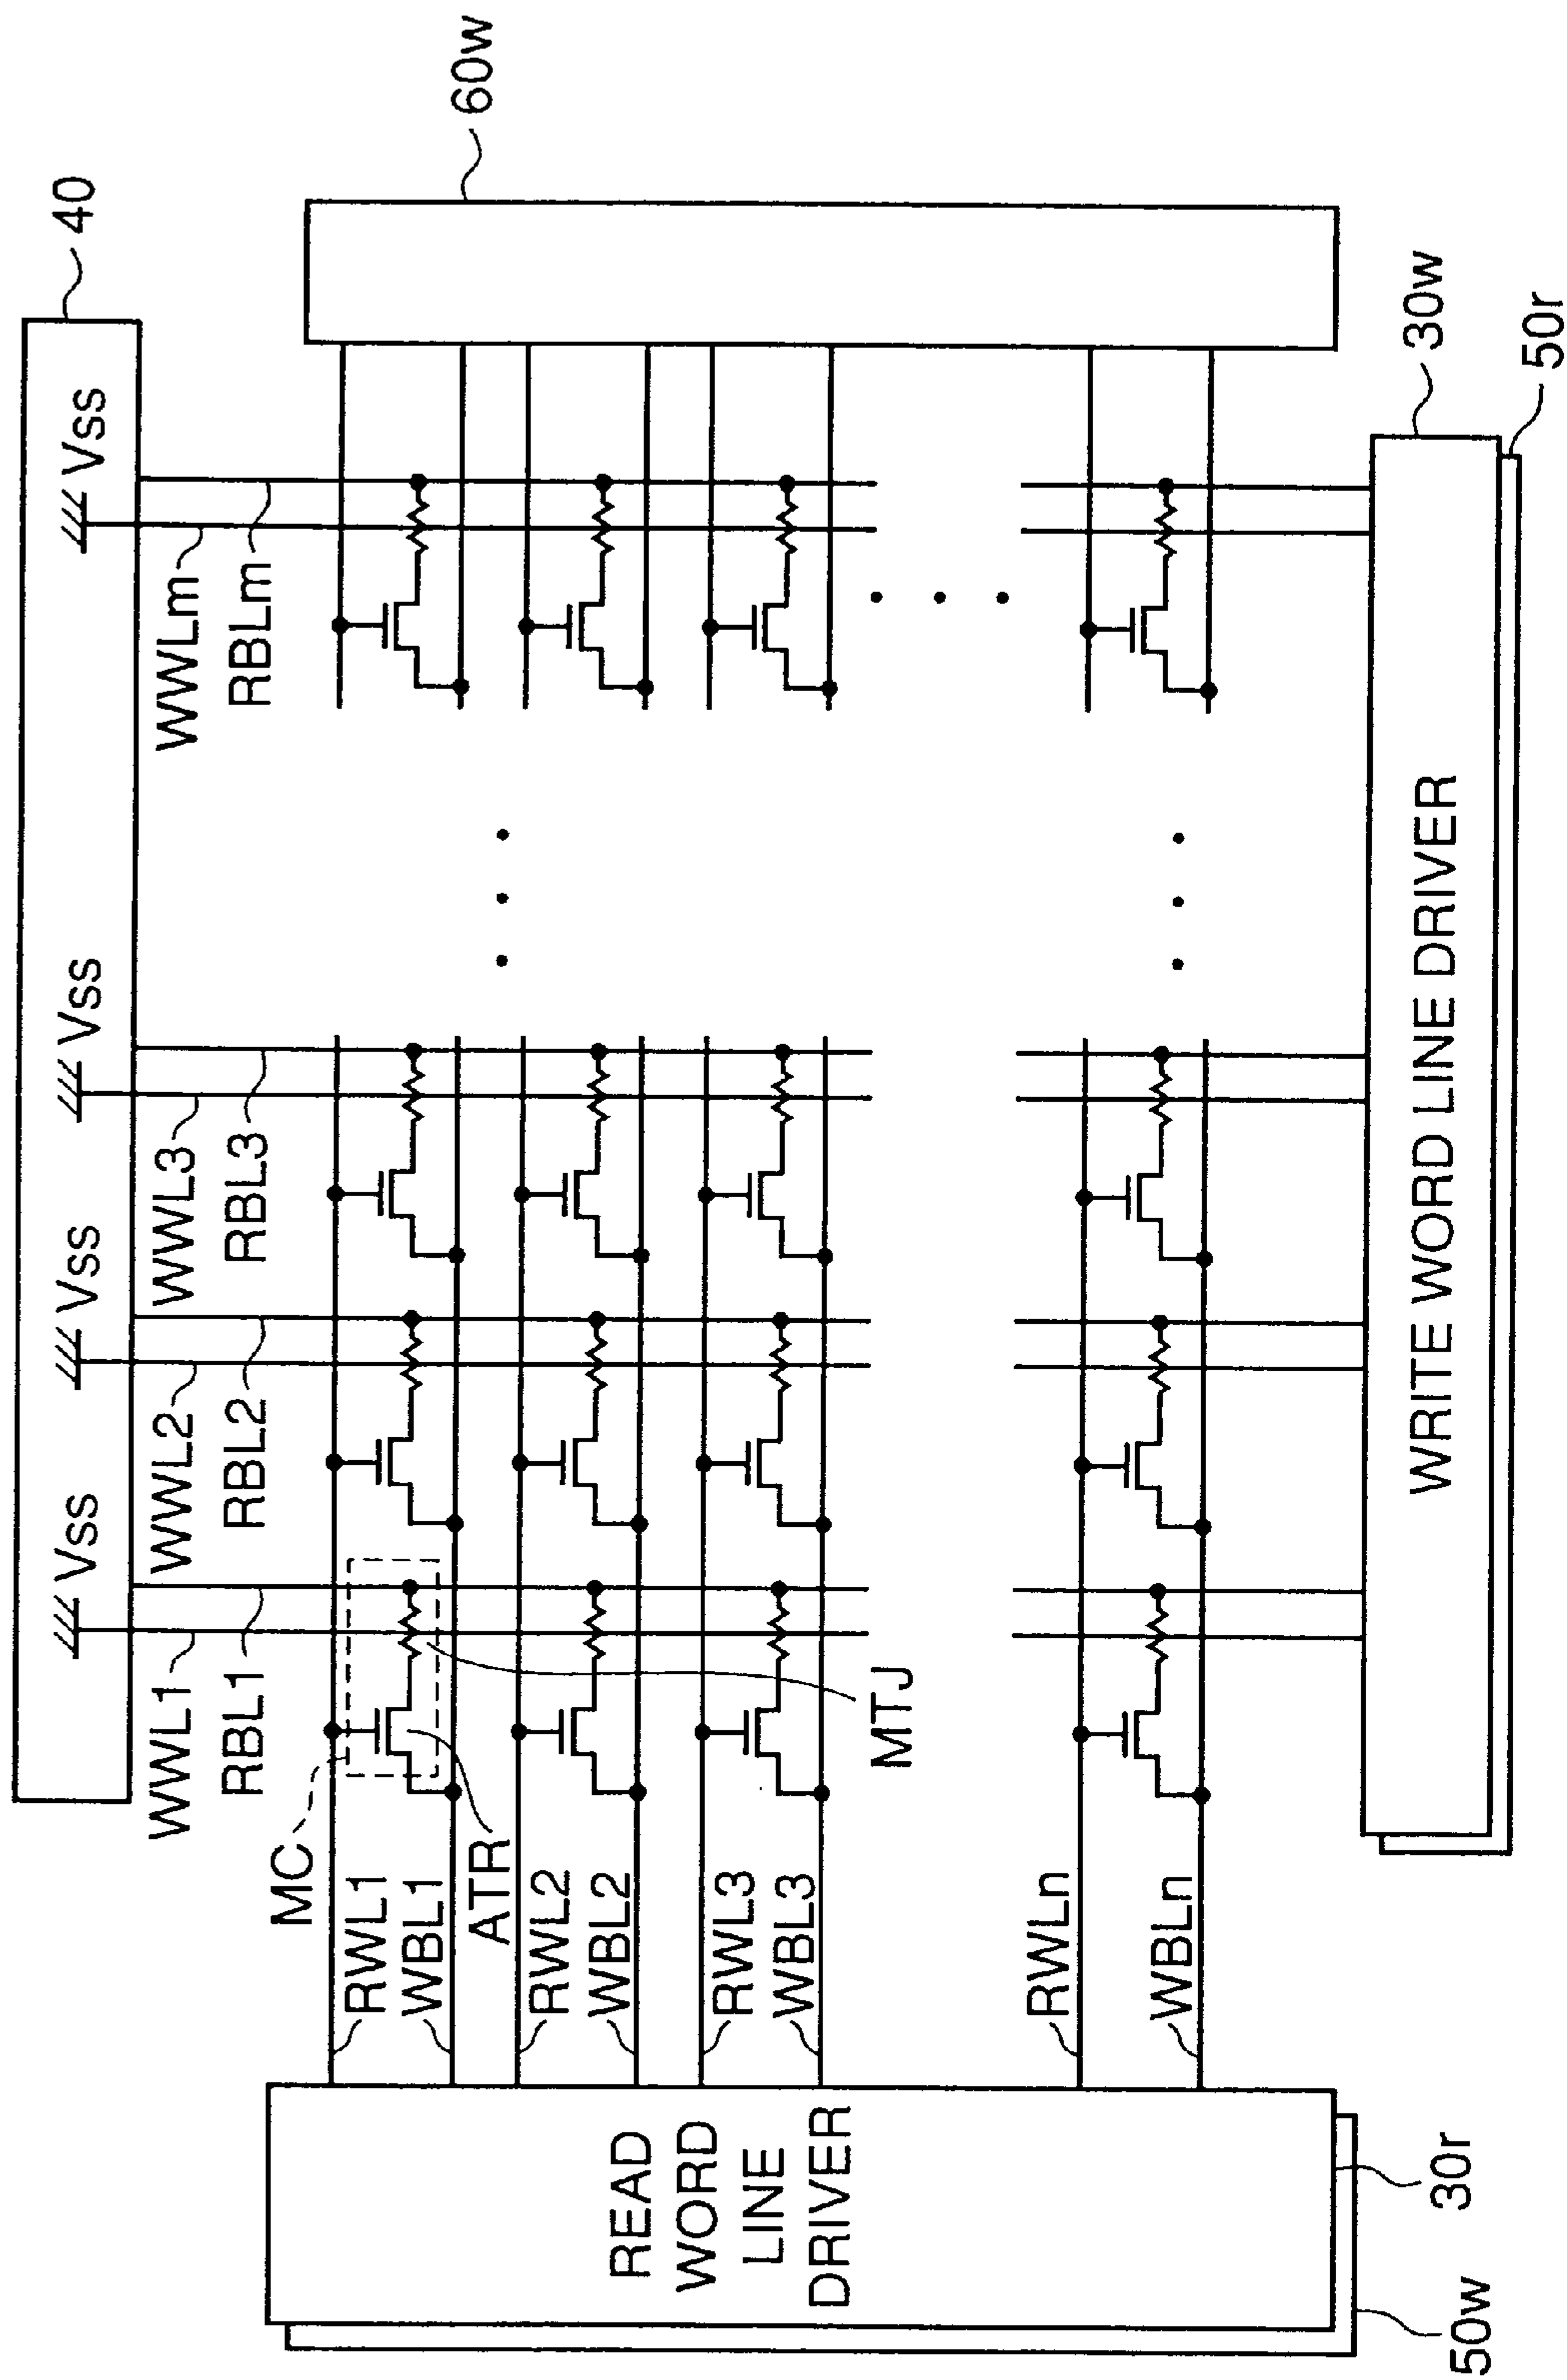 40
Vss
Vss
Vss
Vss
60w
WWL1
RBL1
WWL2
RBL2
WWL3
RBL3
WWLm
RBLm
MC
RWL1
WBL1
ATR
RWL2
WBL2
RWL3
WBL3
MTJ
RWLn
WBLn
READ
WORD
LINE
DRIVER
30r
50w
WRITE WORD LINE DRIVER
30w
50r